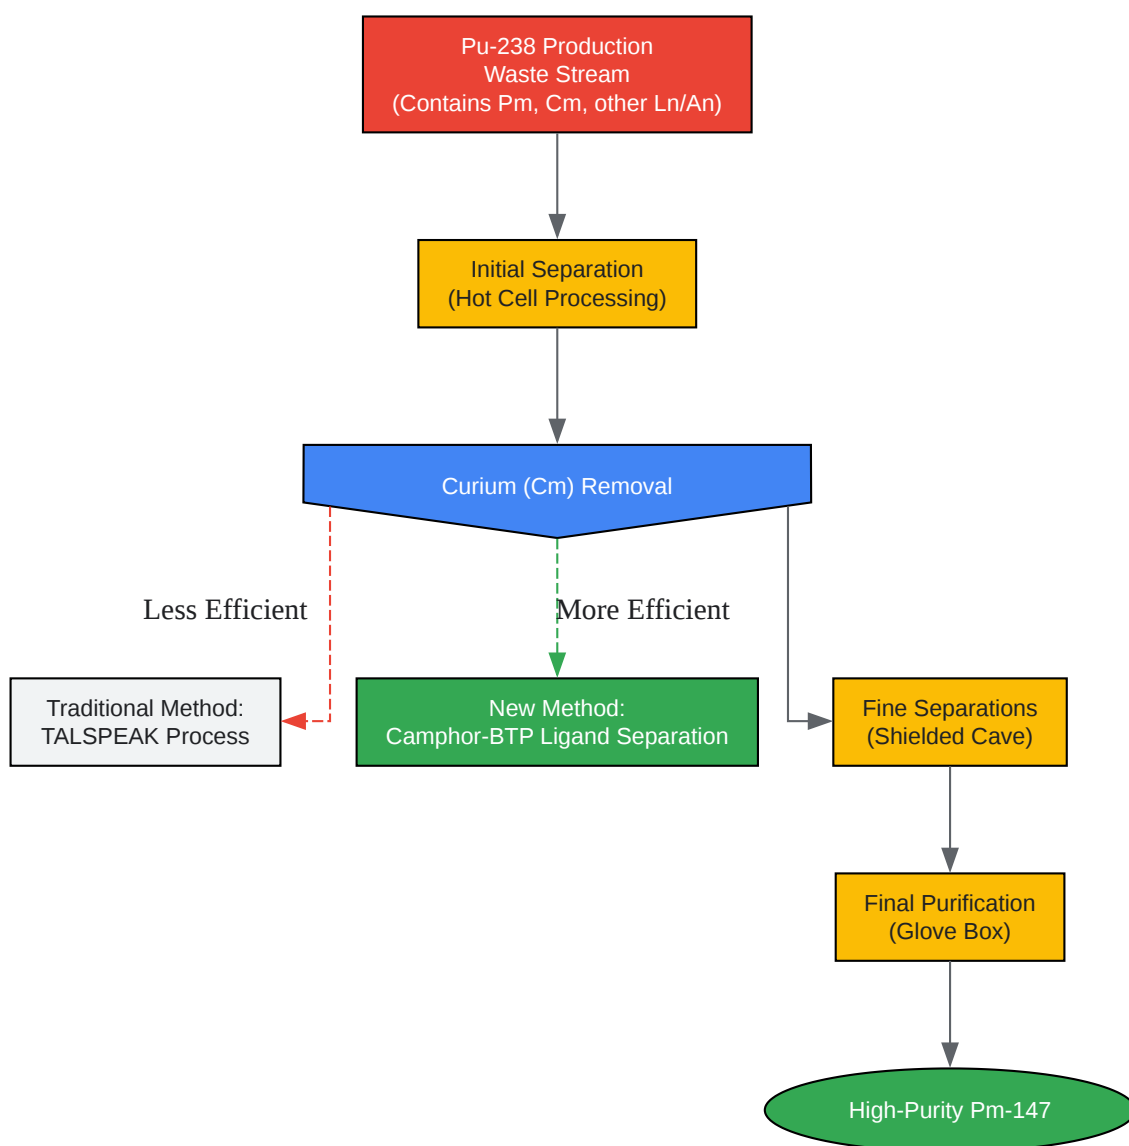 Pu-238 Production
Waste Stream
(Contains Pm, Cm, other Ln/An)
Initial Separation
(Hot Cell Processing)
Curium (Cm) Removal
Less Efficient
More Efficient
Traditional Method:
TALSPEAK Process
New Method:
Camphor-BTP Ligand Separation
Fine Separations
(Shielded Cave)
Final Purification
(Glove Box)
High-Purity Pm-147